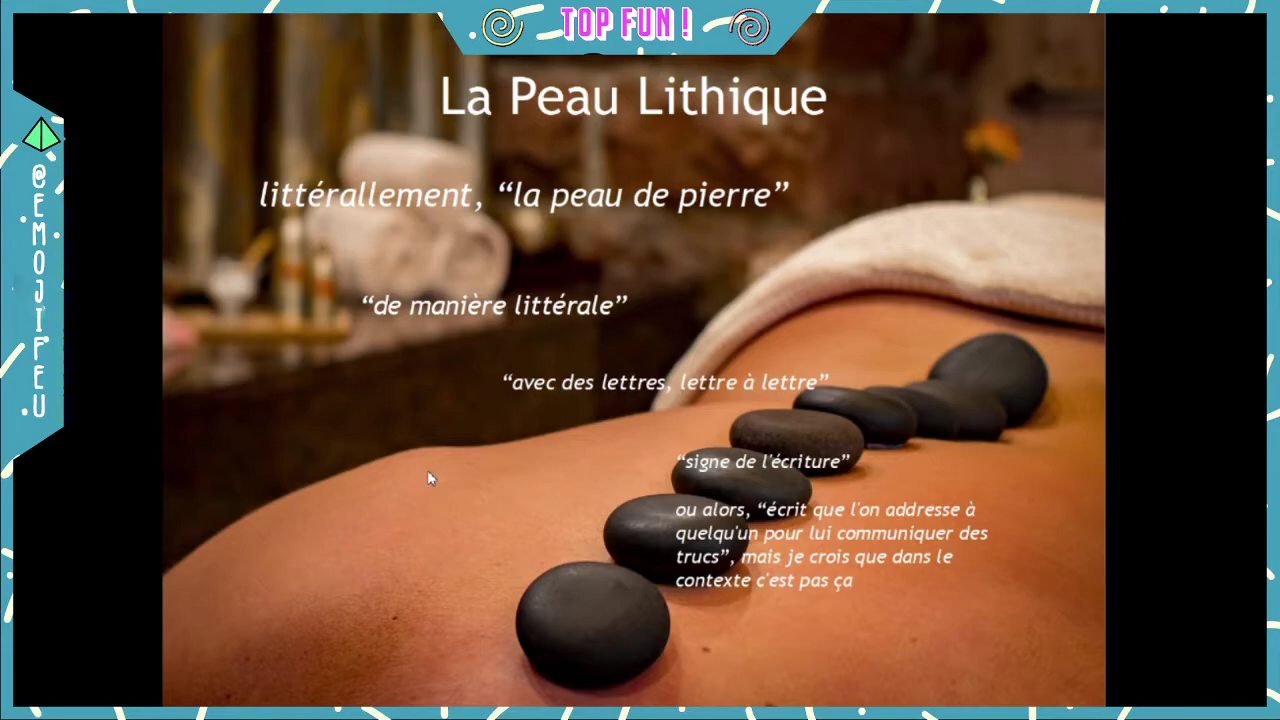 TOP FUN !
La Peau Lithique
littérallement, “la peau de pierre”
“de manière littérale”
“avec des lettres, lettre à lettre”
“signe de l'écriture”
ou alors, “écrit que l'on addresse à
quelqu'un pour lui communiquer des
trucs”, mais je crois que dans le
contexte c'est pas ça
@EMOJIFEU